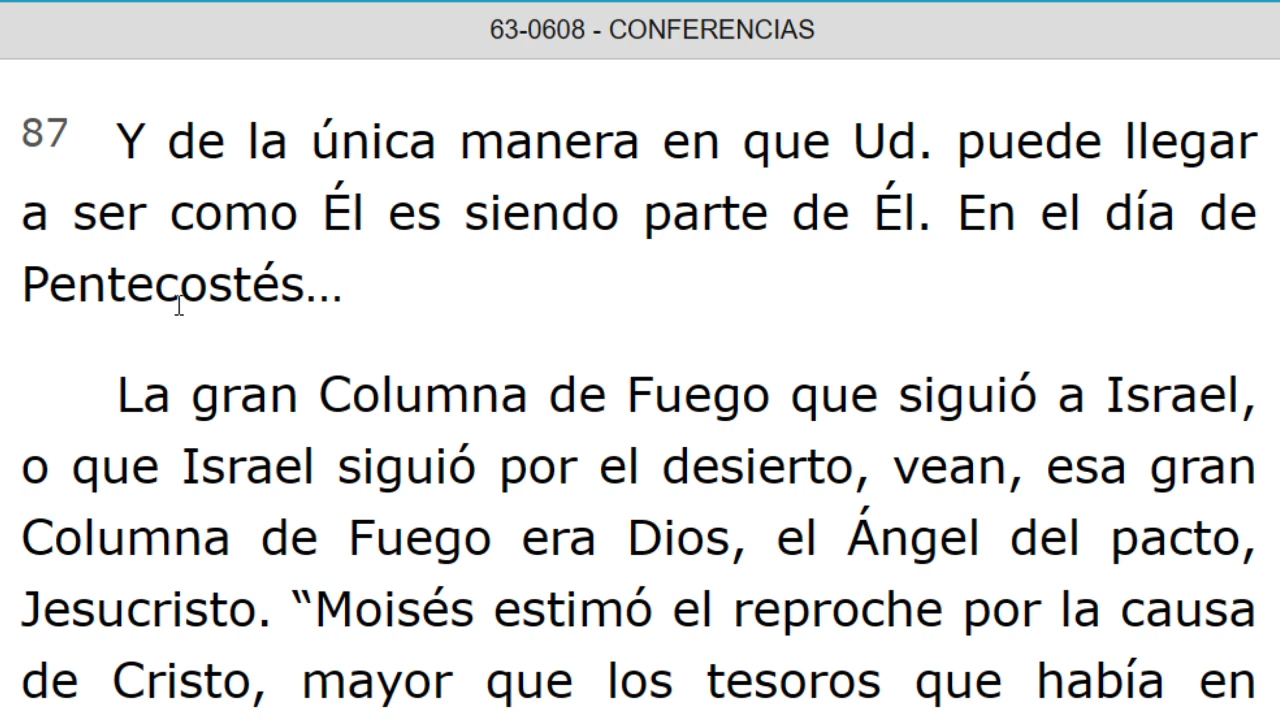 63-0608 - CONFERENCIAS
87 Y de la única manera en que Ud. puede llegar
a ser como Él es siendo parte de Él. En el día de
Pentecostés…
La gran Columna de Fuego que siguió a Israel,
o que Israel siguió por el desierto, vean, esa gran
Columna de Fuego era Dios, el Ángel del pacto,
Jesucristo. “Moisés estimó el reproche por la causa
de Cristo, mayor que los tesoros que había en